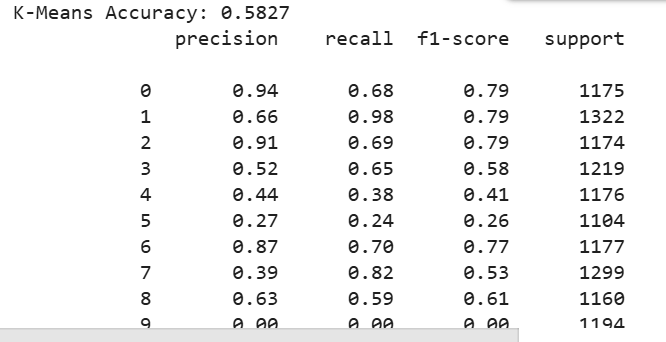 K-Means Accuracy: 0.5827
precision recall f1-score support
0 0.94 0.68 0.79 1175
1 0.66 0.98 0.79 1322
2 0.91 0.69 0.79 1174
3 0.52 0.65 0.58 1219
4 0.44 0.38 0.41 1176
5 0.27 0.24 0.26 1104
6 0.87 0.70 0.77 1177
7 0.39 0.82 0.53 1299
8 0.63 0.59 0.61 1160
9 0.00 0.00 0.00 1194